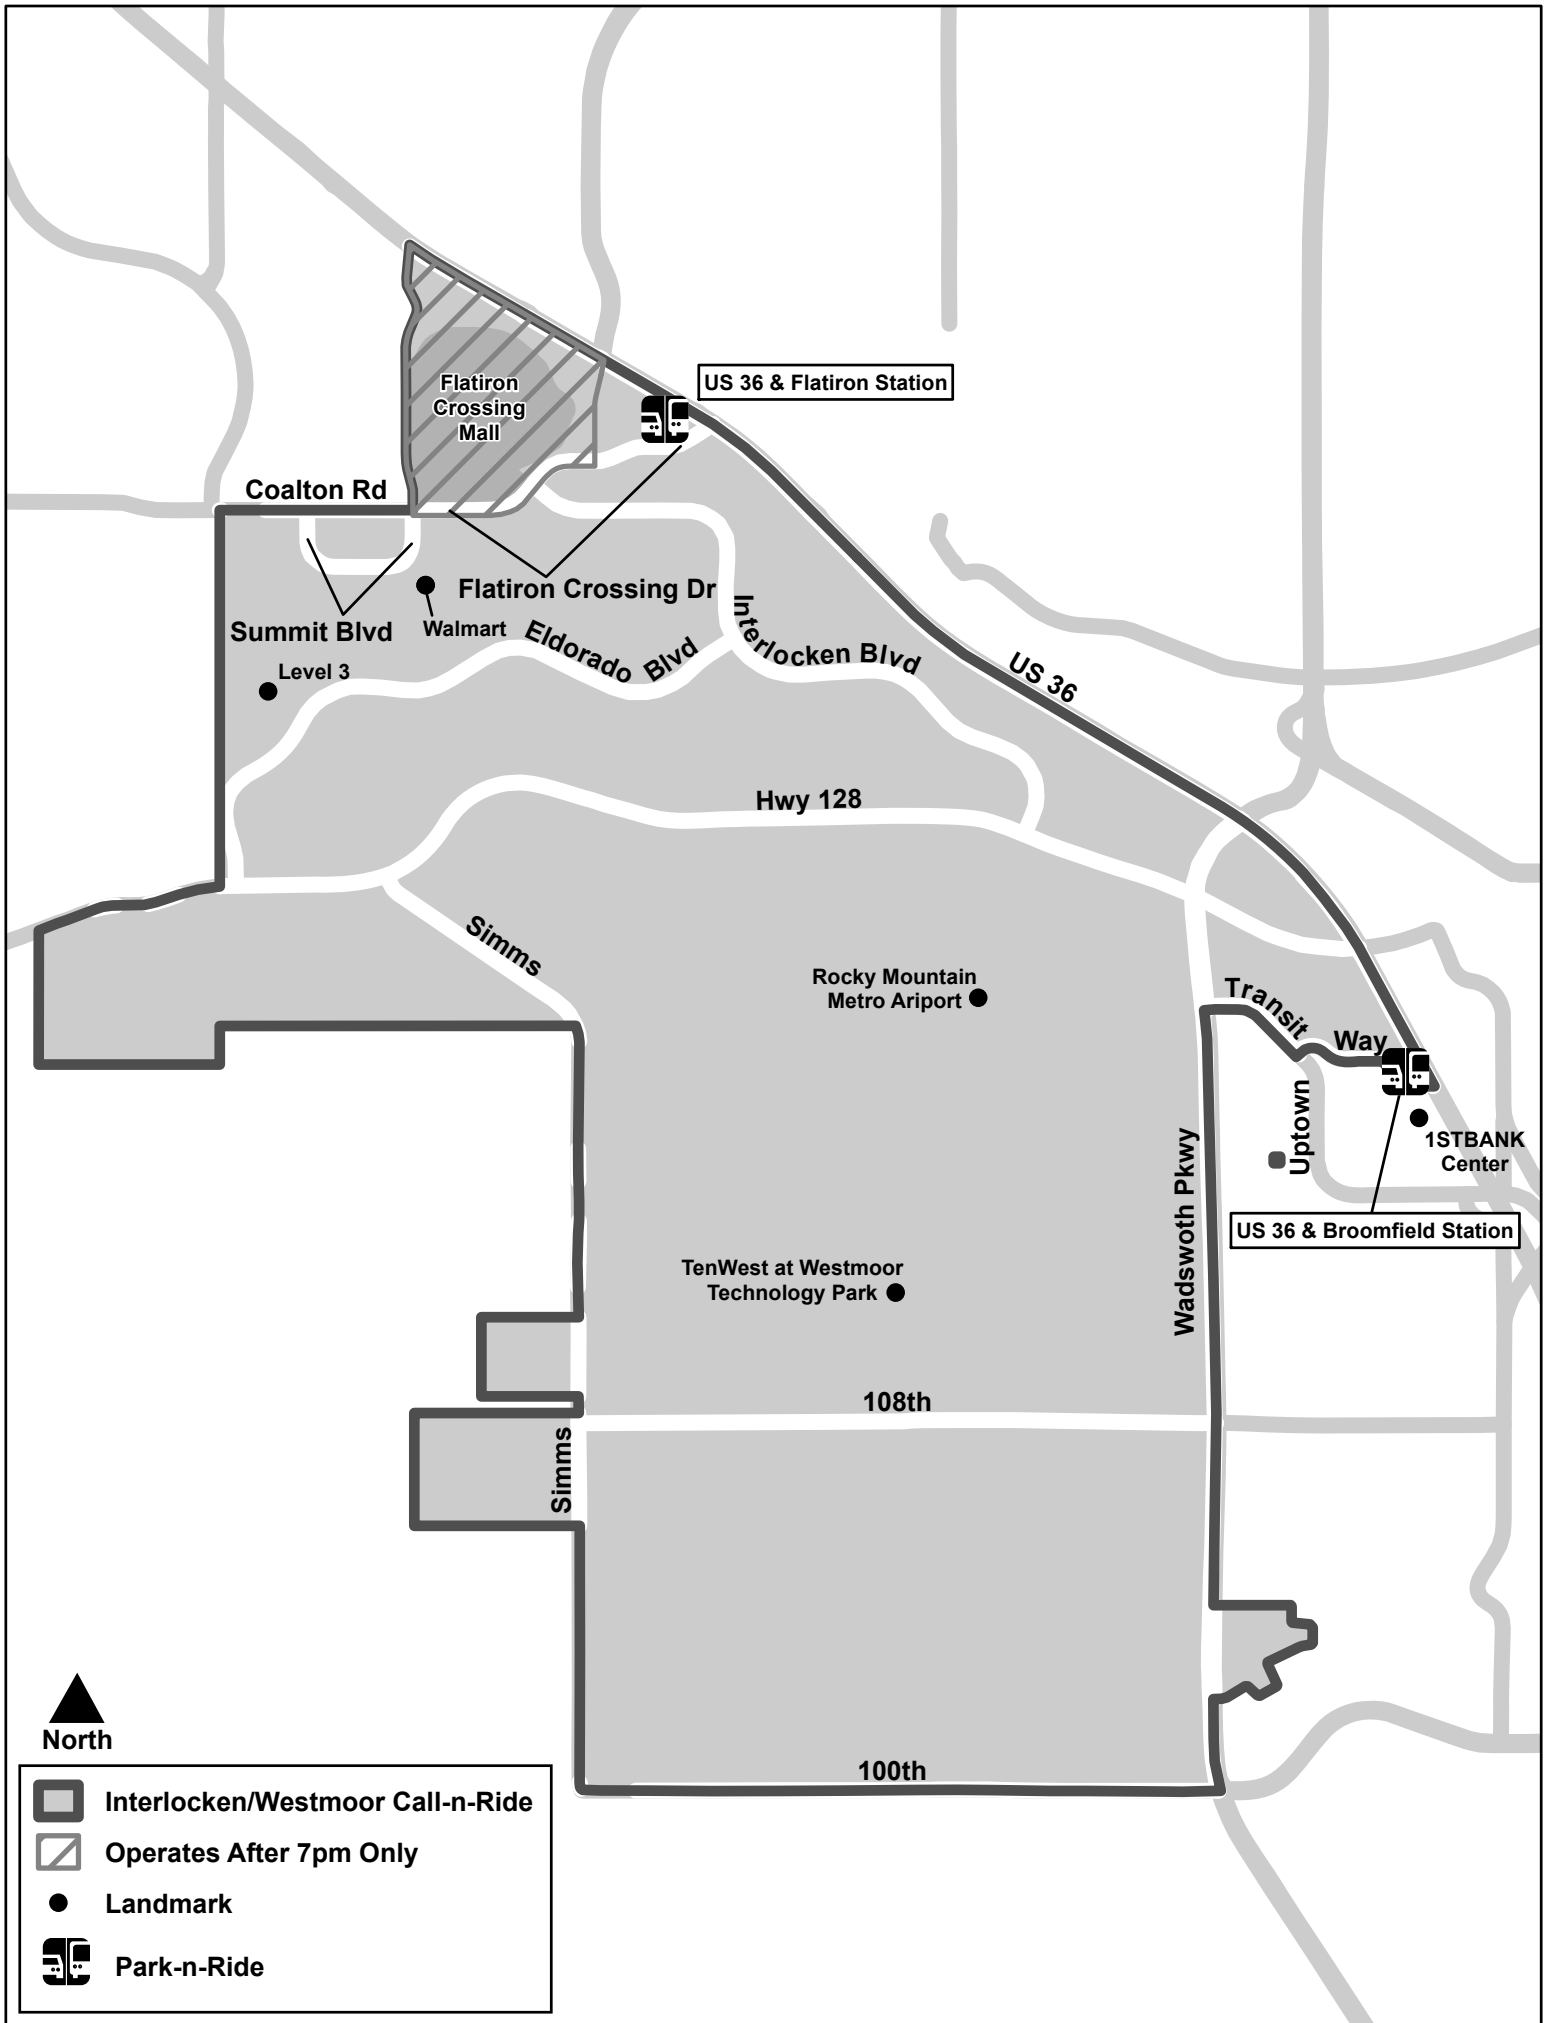 US 36 & Flatiron Station
Flatiron
Crossing
Mall
Coalton Rd
Flatiron Crossing Dr
Summit Blvd
Walmart
Level 3
Eldorado Blvd
Interlocken Blvd
US 36
Hwy 128
Simms
Rocky Mountain
Metro Ariport
Transit Way
Uptown
1STBANK
Center
US 36 & Broomfield Station
Wadswoth Pkwy
TenWest at Westmoor
Technology Park
108th
Simms
100th
North
Interlocken/Westmoor Call-n-Ride
Operates After 7pm Only
Landmark
Park-n-Ride